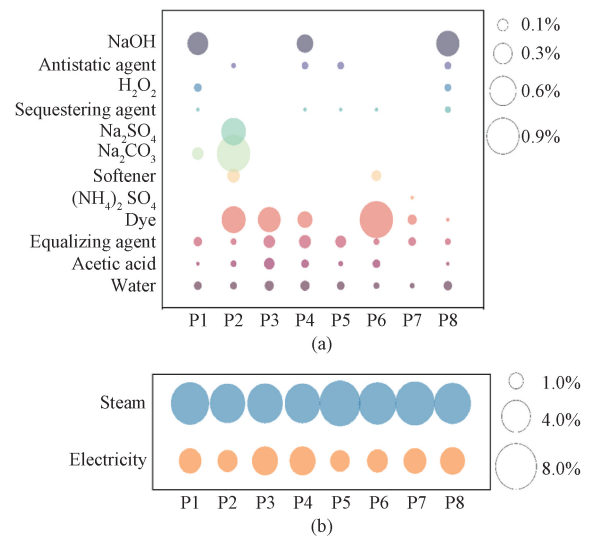 NaOH
Antistatic agent
H₂O₂
Sequestering agent
Na₂SO₄
Na₂CO₃
Softener
(NH₄)₂ SO₄
Dye
Equalizing agent
Acetic acid
Water
P1 P2 P3 P4 P5 P6 P7 P8
(a)
0.1%
0.3%
0.6%
0.9%
Steam
Electricity
P1 P2 P3 P4 P5 P6 P7 P8
(b)
1.0%
4.0%
8.0%